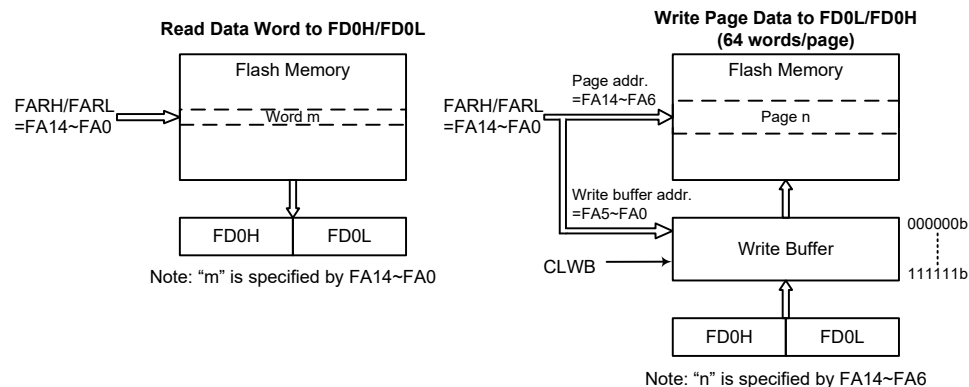 Read Data Word to FD0H/FD0L
Flash Memory
FARH/FARL
=FA14~FA0
Word m
FD0H
FD0L
Note: “m” is specified by FA14~FA0
Write Page Data to FD0L/FD0H
(64 words/page)
Flash Memory
Page addr.
=FA14~FA6
FARH/FARL
=FA14~FA0
Page n
Write buffer addr.
=FA5~FA0
Write Buffer
000000b
111111b
CLWB
FD0H
FD0L
Note: “n” is specified by FA14~FA6